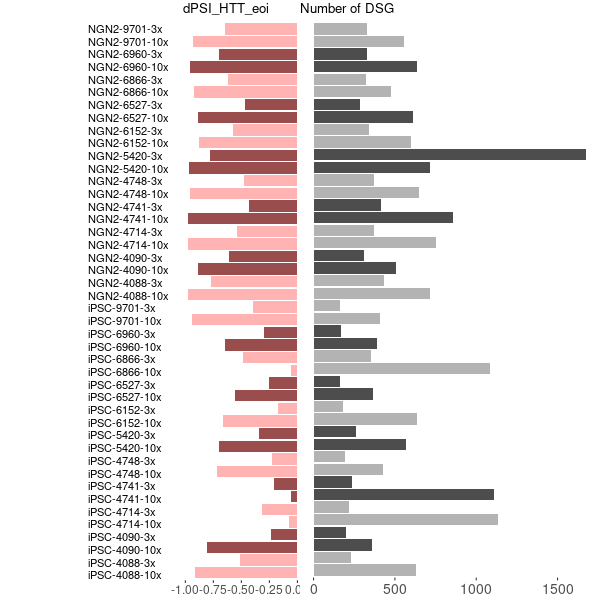 dPSI_HTT_eoi
Number of DSG
NGN2-9701-3x
NGN2-9701-10x
NGN2-6960-3x
NGN2-6960-10x
NGN2-6866-3x
NGN2-6866-10x
NGN2-6527-3x
NGN2-6527-10x
NGN2-6152-3x
NGN2-6152-10x
NGN2-5420-3x
NGN2-5420-10x
NGN2-4748-3x
NGN2-4748-10x
NGN2-4741-3x
NGN2-4741-10x
NGN2-4714-3x
NGN2-4714-10x
NGN2-4090-3x
NGN2-4090-10x
NGN2-4088-3x
NGN2-4088-10x
iPSC-9701-3x
iPSC-9701-10x
iPSC-6960-3x
iPSC-6960-10x
iPSC-6866-3x
iPSC-6866-10x
iPSC-6527-3x
iPSC-6527-10x
iPSC-6152-3x
iPSC-6152-10x
iPSC-5420-3x
iPSC-5420-10x
iPSC-4748-3x
iPSC-4748-10x
iPSC-4741-3x
iPSC-4741-10x
iPSC-4714-3x
iPSC-4714-10x
iPSC-4090-3x
iPSC-4090-10x
iPSC-4088-3x
iPSC-4088-10x
-1.00 -0.75 -0.50 -0.25 0.0 0 500 1000 1500